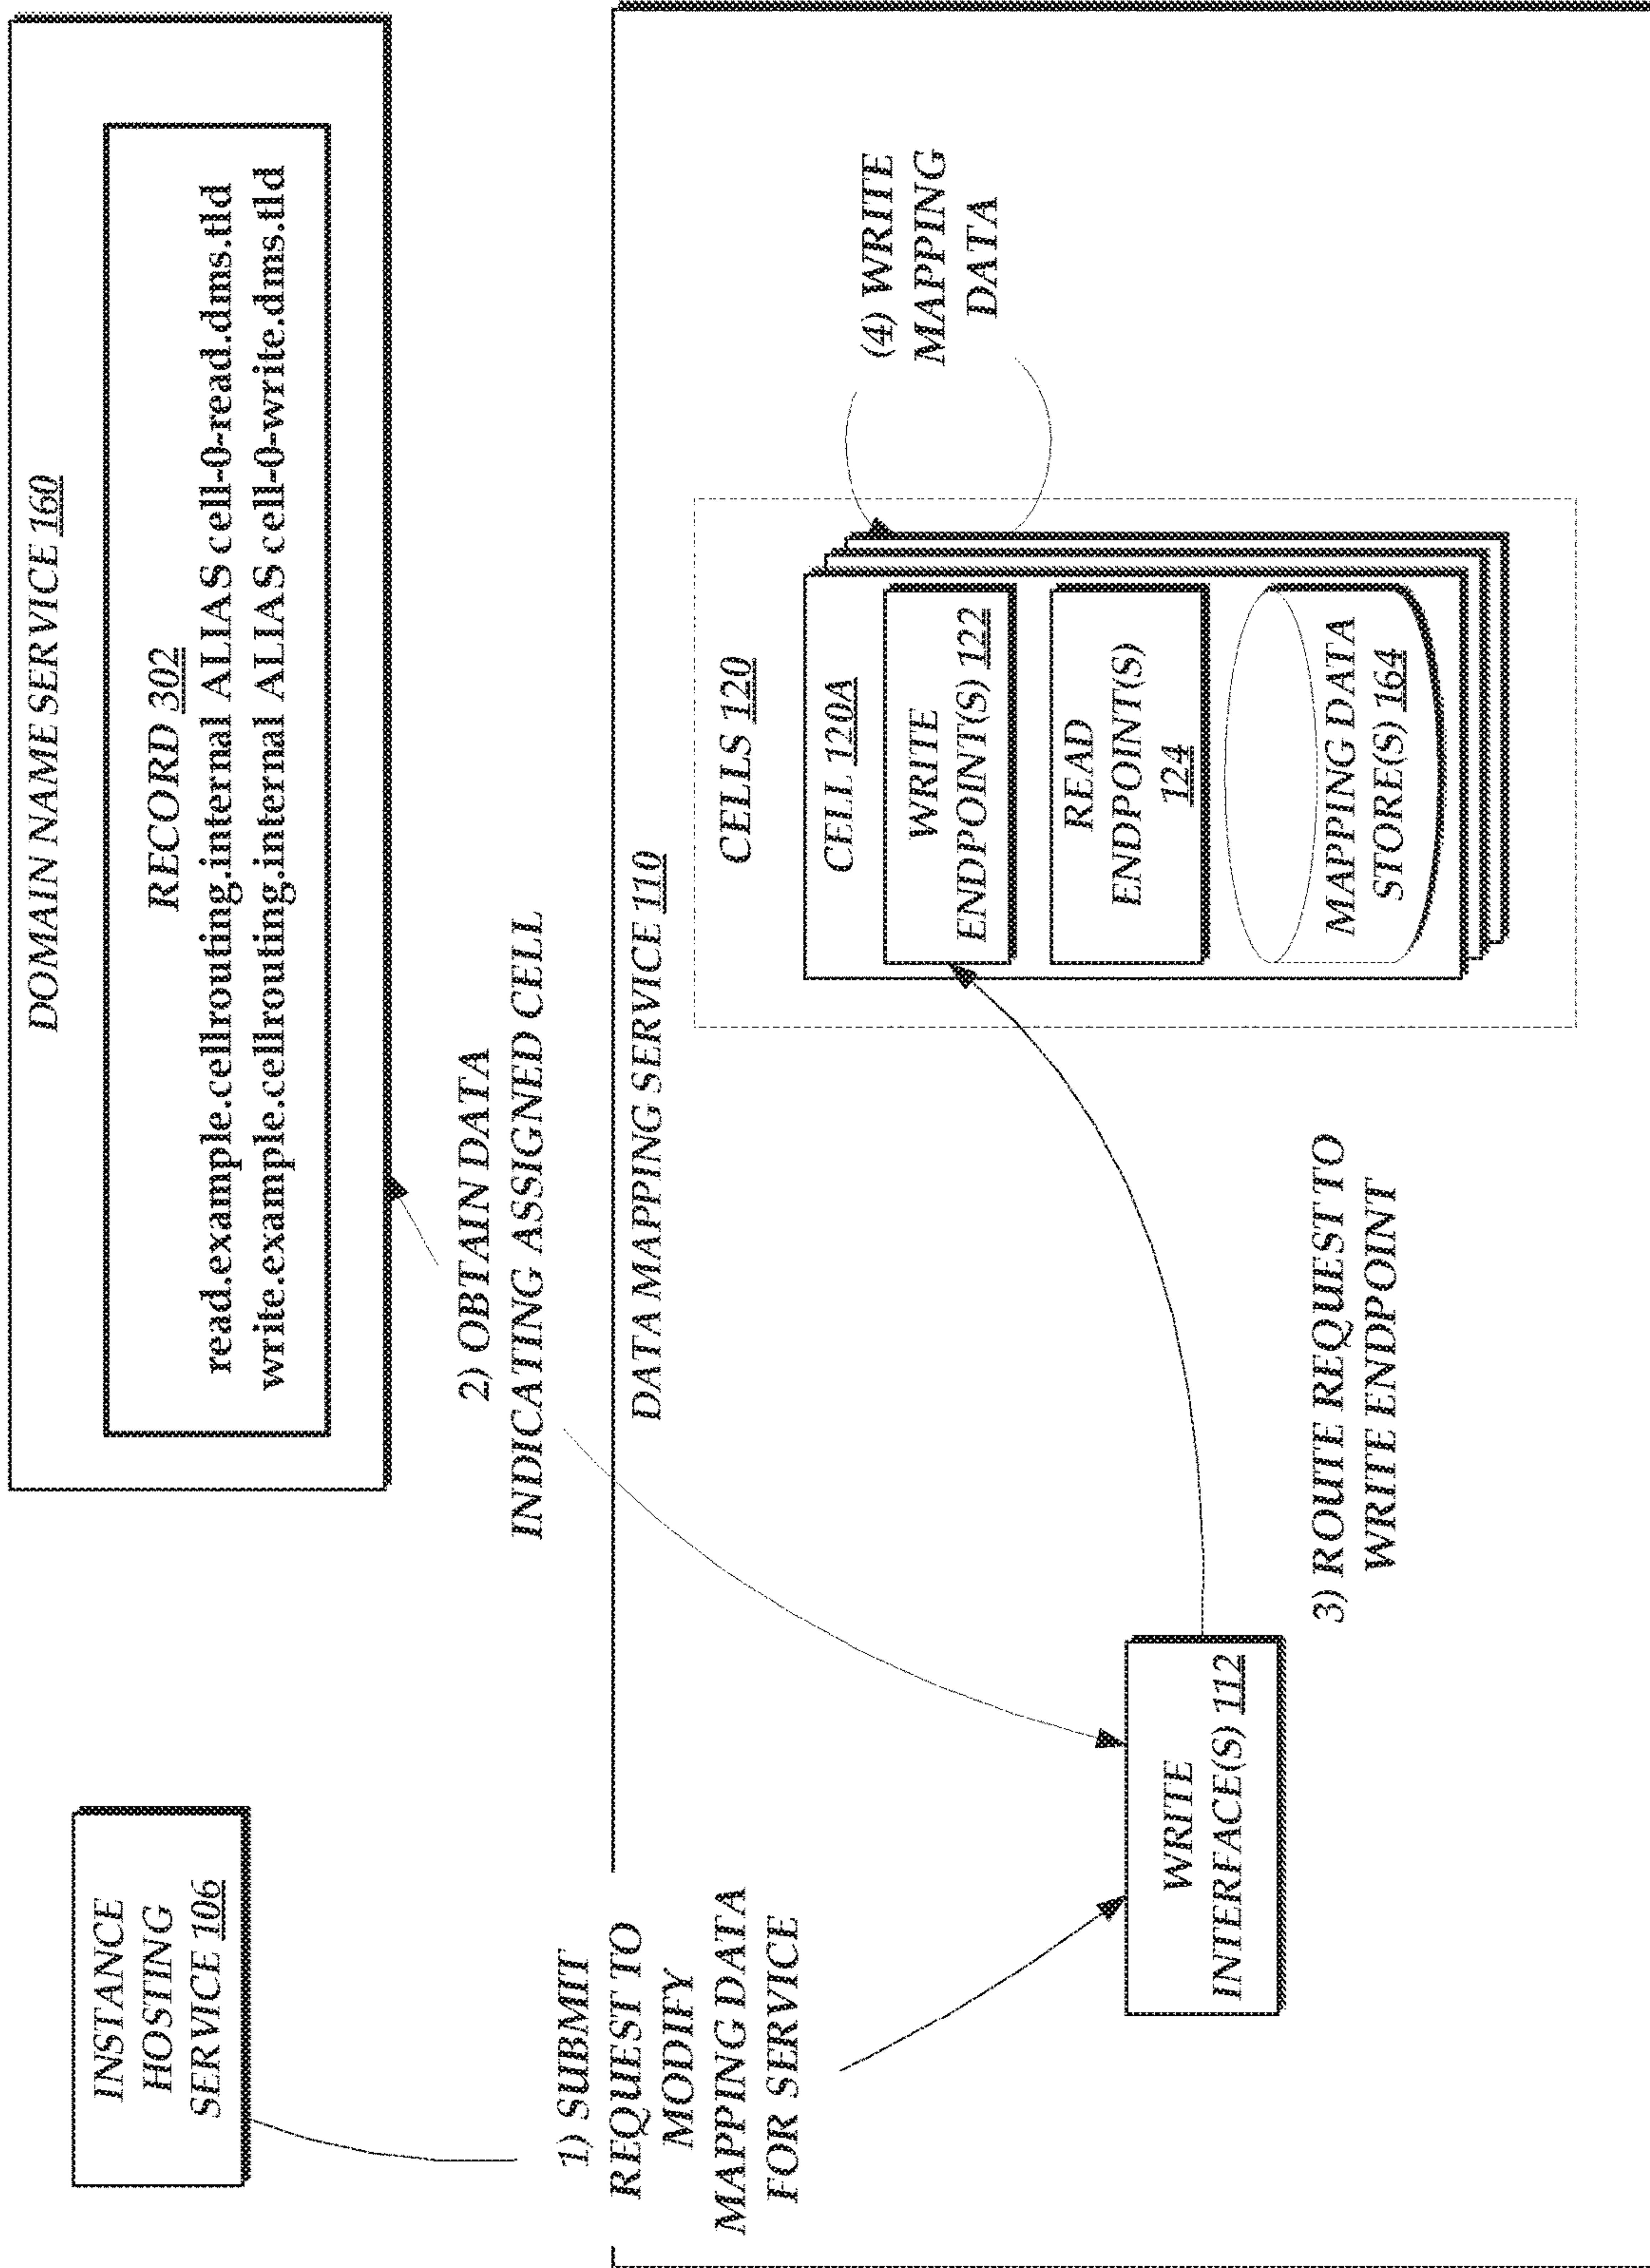 INSTANCE
HOSTING
SERVICE 106
DOMAIN NAME SERVICE 160
RECORD 302
read.example.cellrouting.internal ALIAS cell-0-read.dms.tld
write.example.cellrouting.internal ALIAS cell-0-write.dms.tld
2) OBTAIN DATA
INDICATING ASSIGNED CELL
1) SUBMIT
REQUEST TO
MODIFY
MAPPING DATA
FOR SERVICE
DATA MAPPING SERVICE 110
CELLS 120
CELL 120A
WRITE
ENDPOINT(S) 122
READ
ENDPOINT(S)
124
MAPPING DATA
STORE(S) 164
(4) WRITE
MAPPING
DATA
WRITE
INTERFACE(S) 112
3) ROUTE REQUEST TO
WRITE ENDPOINT